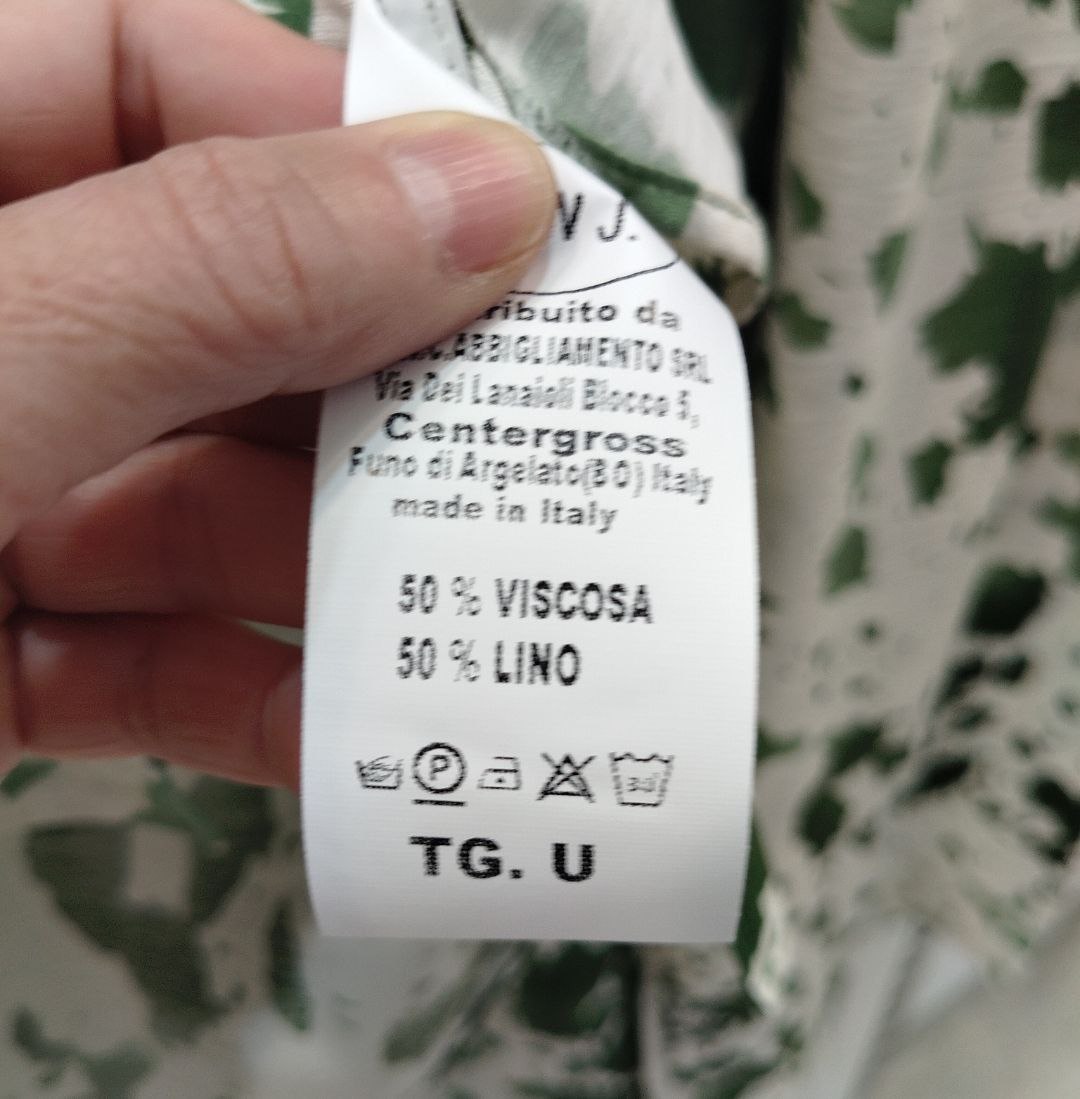 J.
da
ABBIGLIAMENTO SRL
Via Dei Lanaioli Blocco 5,
Centergross
Funo di Argelato(BO) Italy
made in Italy
50 % VISCOSA
50 % LINO
P 30
TG. U